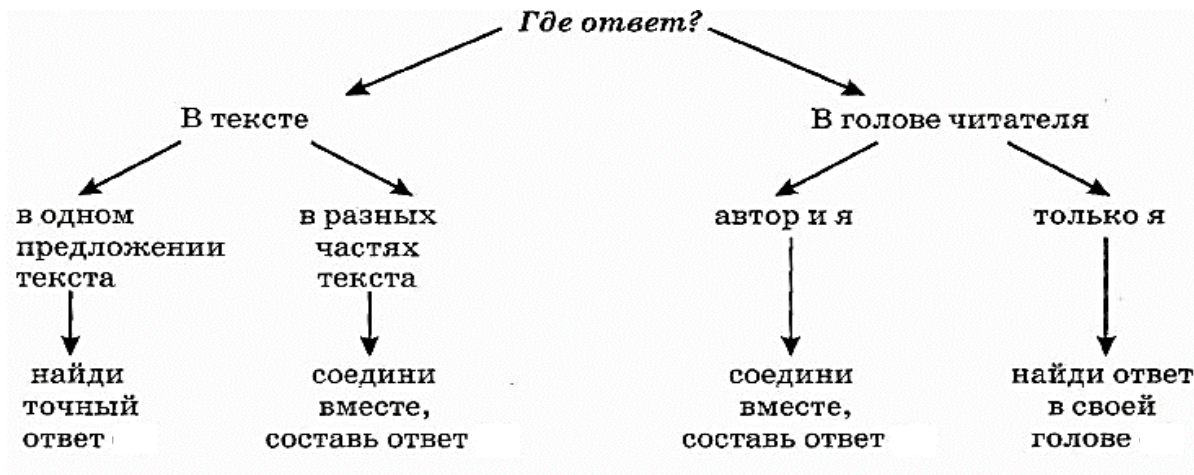 Где ответ?
В тексте
В голове читателя
в одном
предложении
текста
в разных
частях
текста
автор и я
только я
найди
точный
ответ
соедини
вместе,
составь ответ
соедини
вместе,
составь ответ
найди ответ
в своей
голове